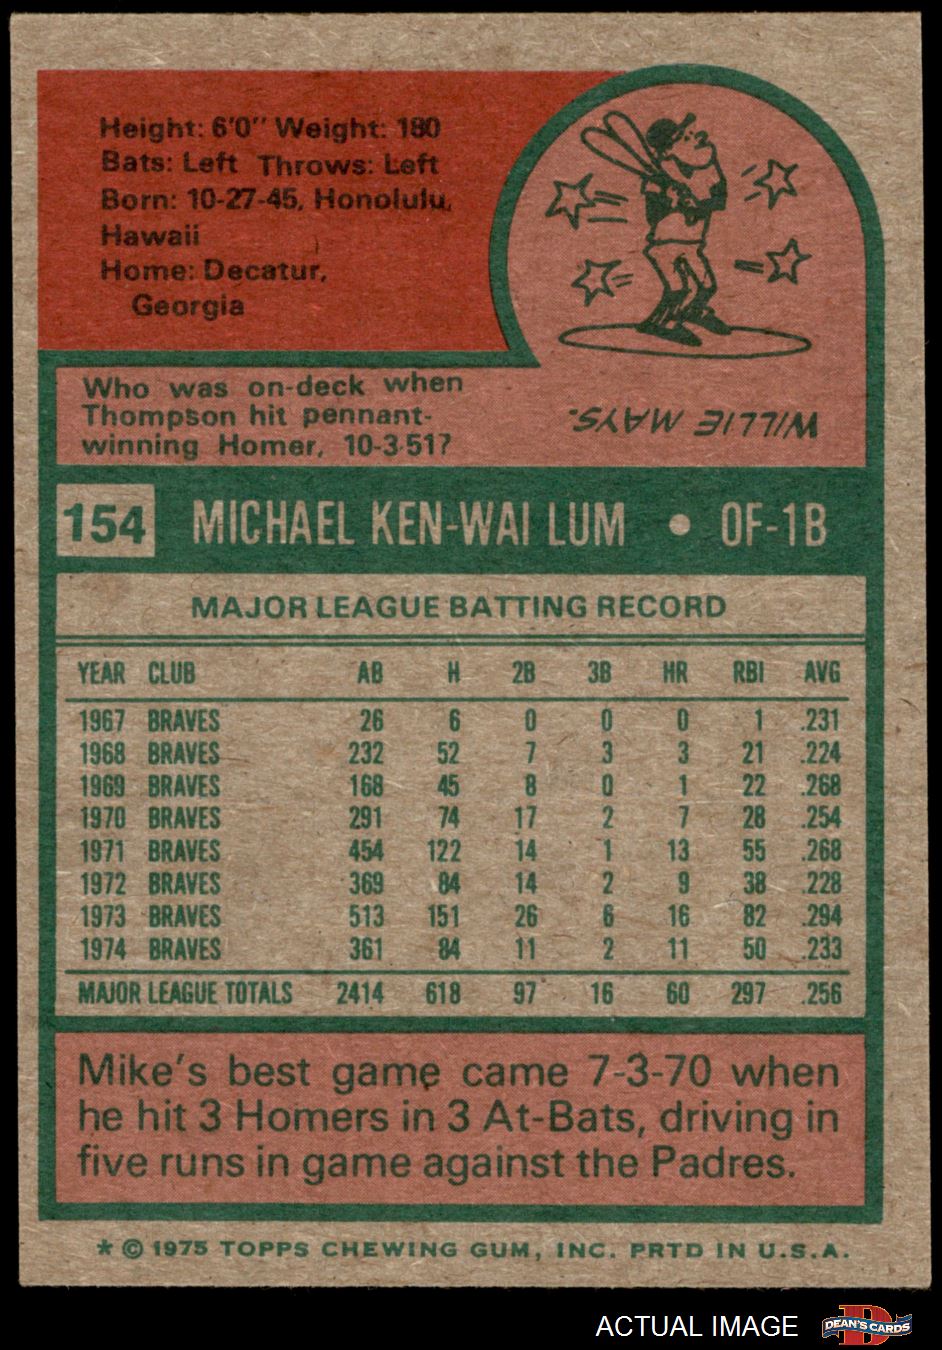 Height: 6'0" Weight: 180
Bats: Left Throws: Left
Born: 10-27-45, Honolulu,
Hawaii
Home: Decatur,
Georgia
Who was on-deck when
Thompson hit pennant-
winning Homer, 10-3-51?
WILLIE MAYS.
154 MICHAEL KEN-WAI LUM • OF-1B
MAJOR LEAGUE BATTING RECORD
YEAR CLUB AB H 2B 3B HR RBI AVG
1967 BRAVES 26 6 0 0 0 1 .231
1968 BRAVES 232 52 7 3 3 21 .224
1969 BRAVES 168 45 8 0 1 22 .268
1970 BRAVES 291 74 17 2 7 28 .254
1971 BRAVES 454 122 14 1 13 55 .268
1972 BRAVES 369 84 14 2 9 38 .228
1973 BRAVES 513 151 26 6 16 82 .294
1974 BRAVES 361 84 11 2 11 50 .233
MAJOR LEAGUE TOTALS 2414 618 97 16 60 297 .256
Mike's best game came 7-3-70 when
he hit 3 Homers in 3 At-Bats, driving in
five runs in game against the Padres.
* © 1975 TOPPS CHEWING GUM, INC. PRTD IN U.S.A.
ACTUAL IMAGE
D
DEAN'S CARDS